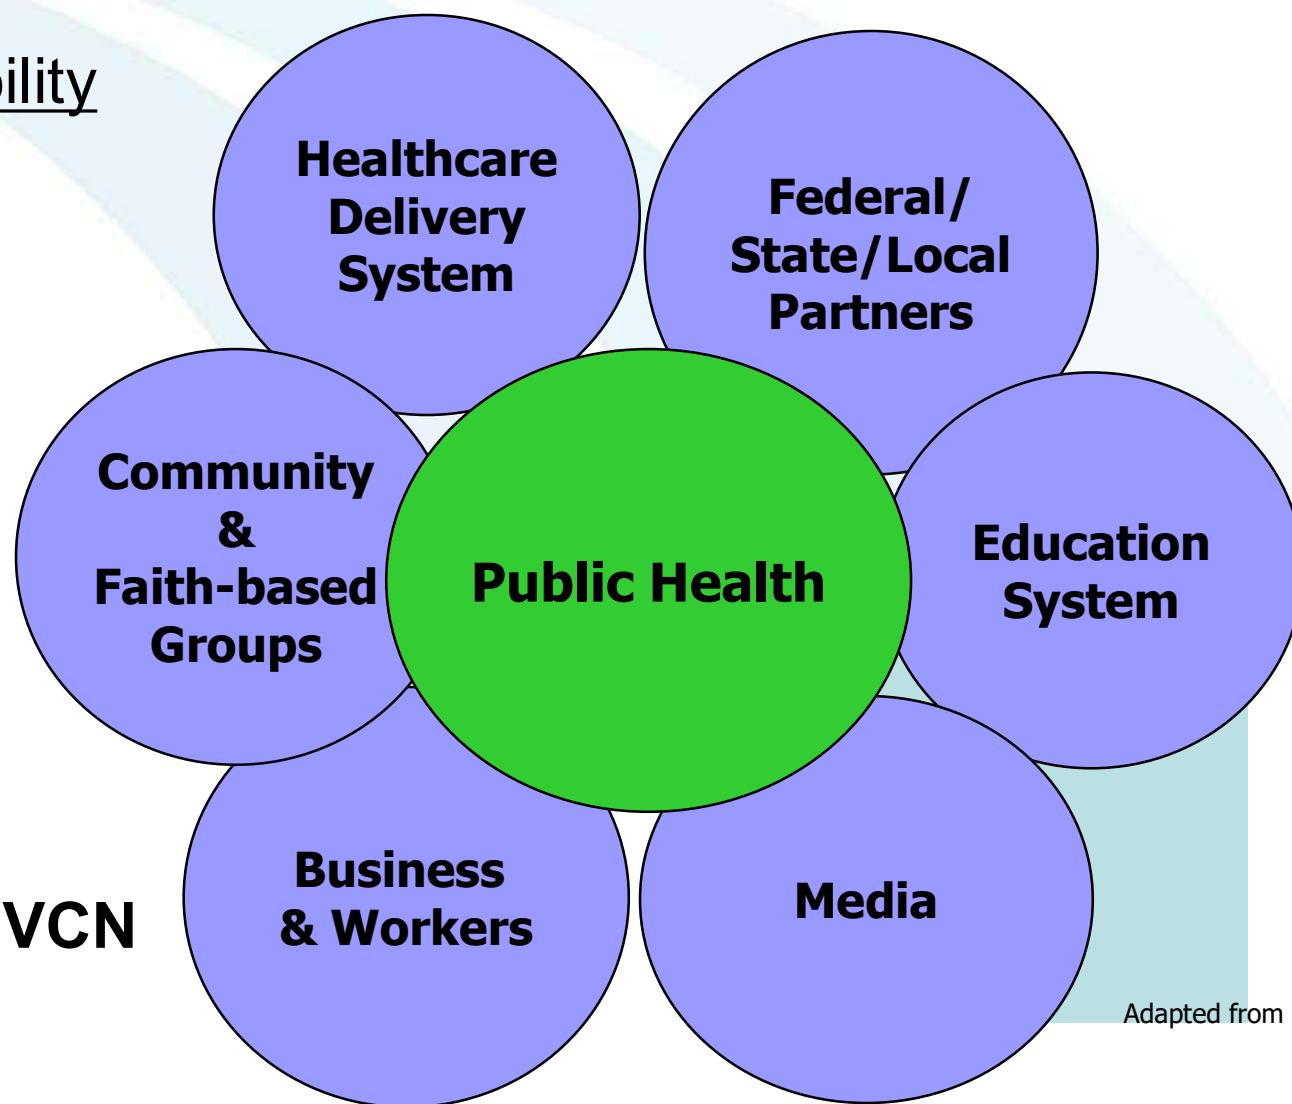 bility
Healthcare
Delivery
System
Federal/
State/Local
Partners
Community
&
Faith-based
Groups
Public Health
Education
System
Business
& Workers
Media
VCN
Adapted from